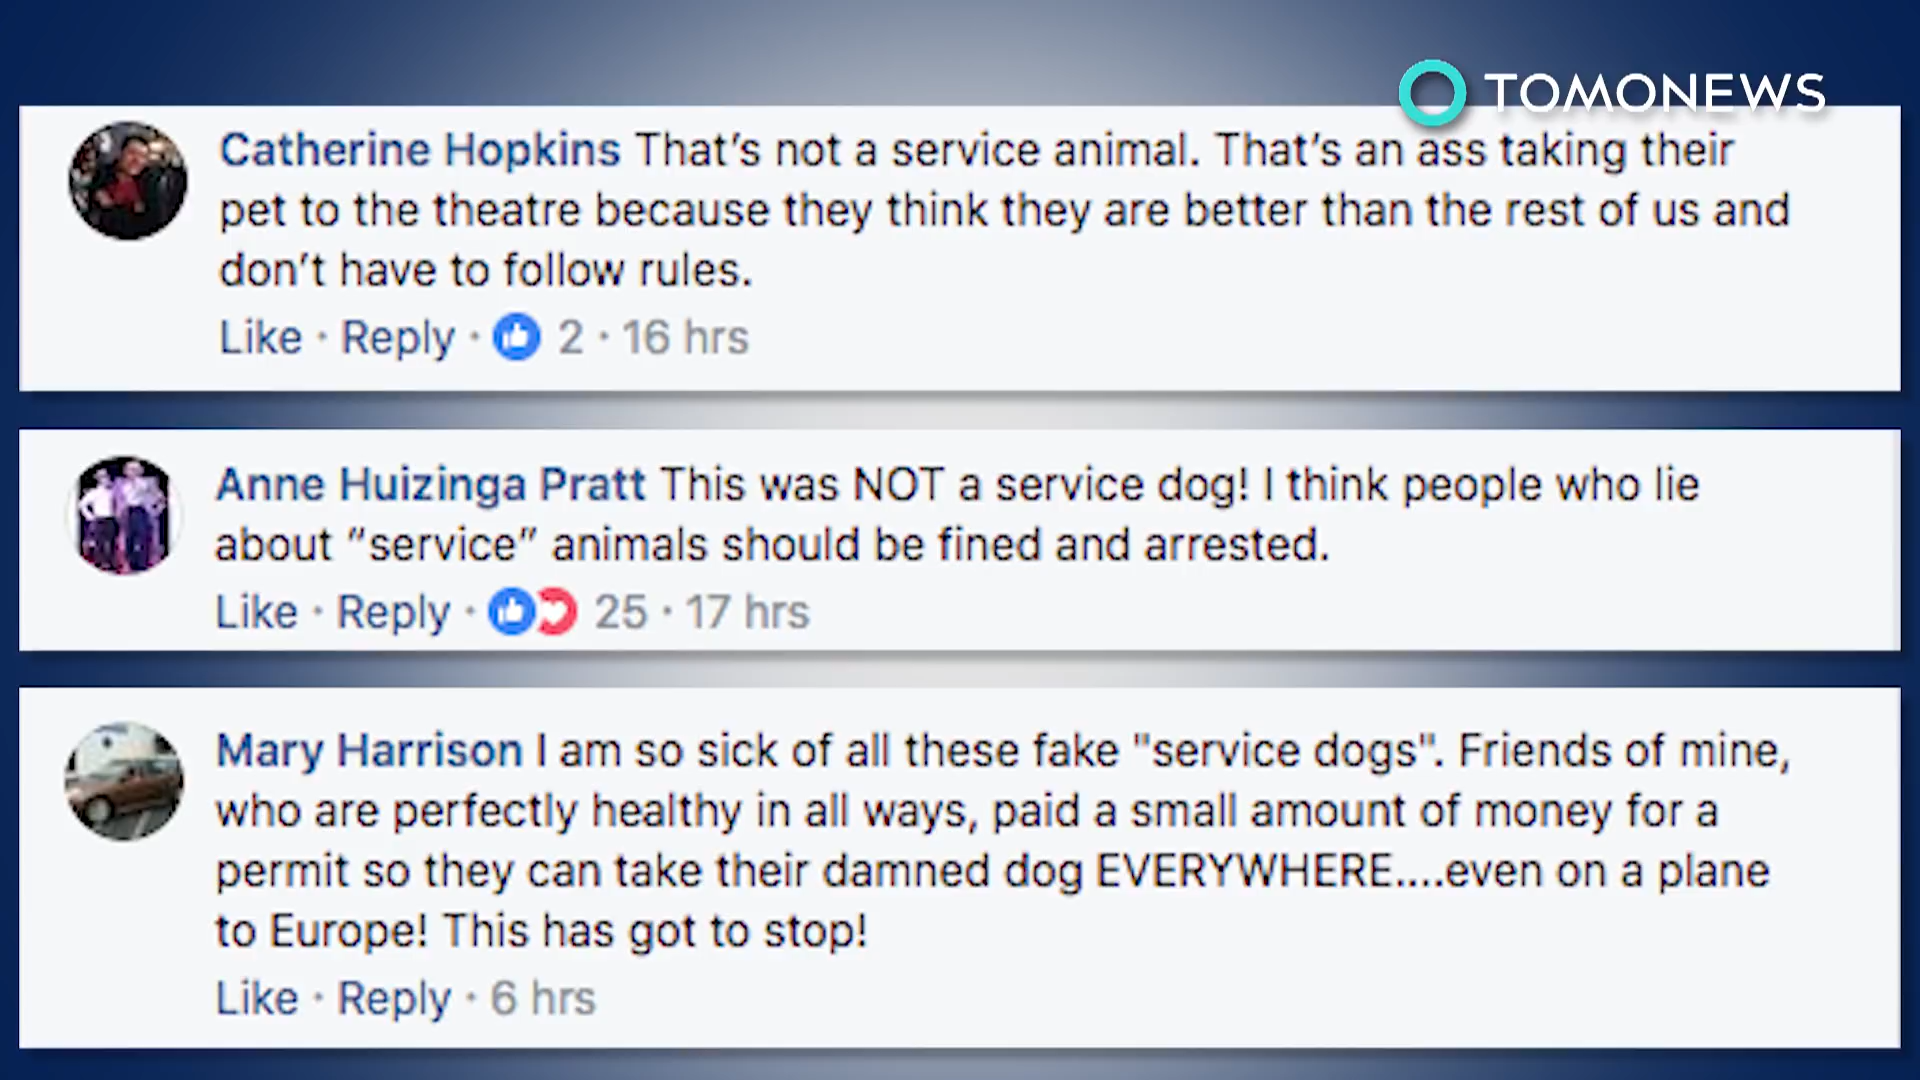 TOMONEWS
Catherine Hopkins That’s not a service animal. That’s an ass taking their
pet to the theatre because they think they are better than the rest of us and
don’t have to follow rules.
Like · Reply · 2 · 16 hrs
Anne Huizinga Pratt This was NOT a service dog! I think people who lie
about “service” animals should be fined and arrested.
Like · Reply · 25 · 17 hrs
Mary Harrison I am so sick of all these fake "service dogs". Friends of mine,
who are perfectly healthy in all ways, paid a small amount of money for a
permit so they can take their damned dog EVERYWHERE....even on a plane
to Europe! This has got to stop!
Like · Reply · 6 hrs